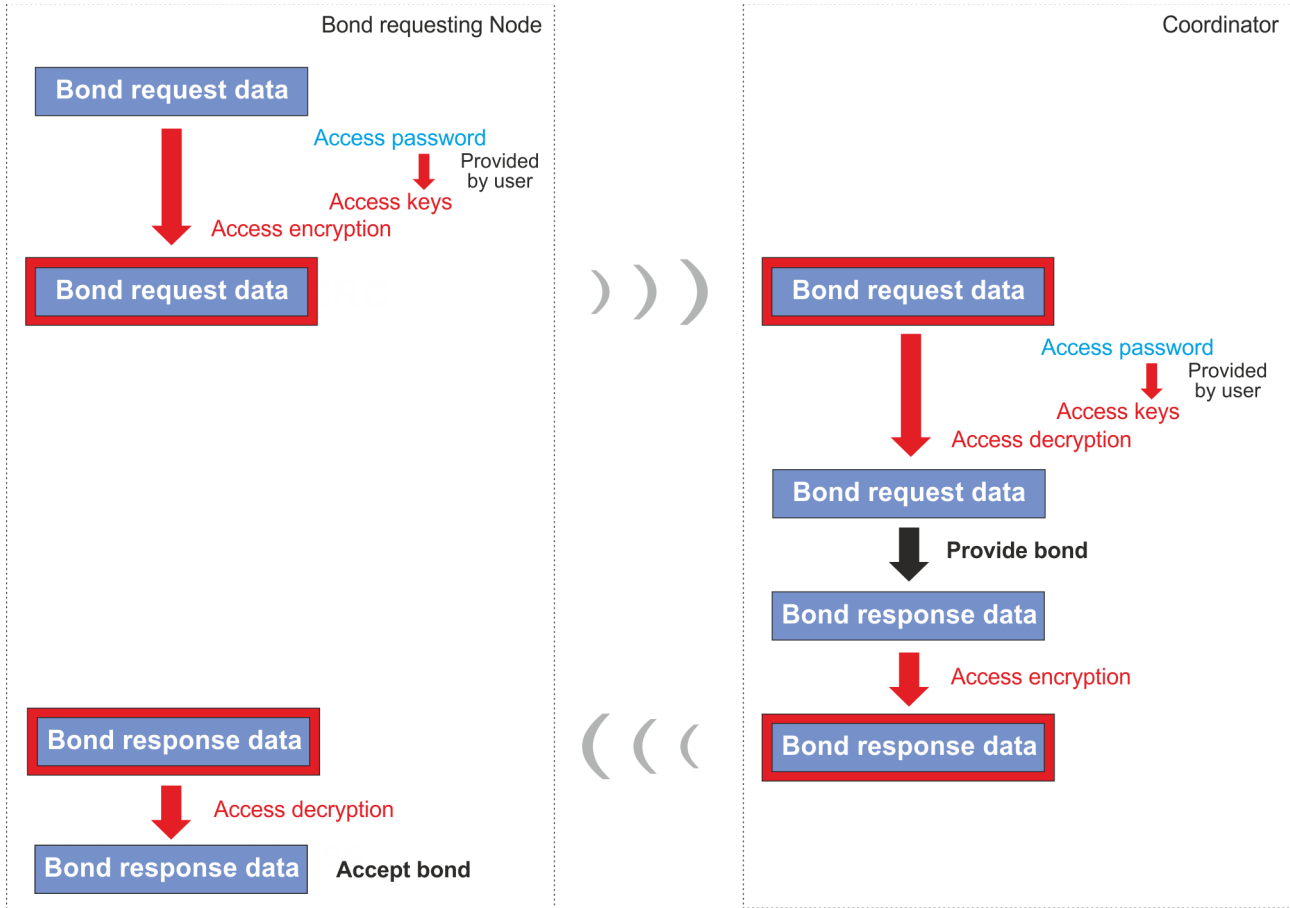 Bond requesting Node
Bond request data
Access password
Provided
by user
Access keys
Access encryption
Bond request data
Coordinator
Bond request data
Access password
Provided
by user
Access keys
Access decryption
Bond request data
Provide bond
Bond response data
Access encryption
Bond response data
Bond response data
Access decryption
Bond response data
Accept bond